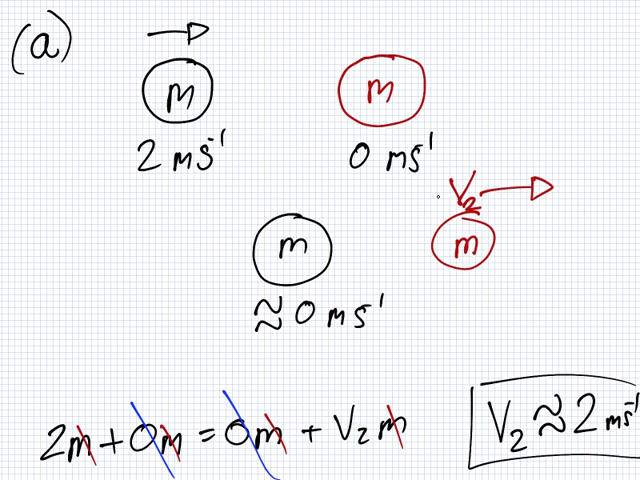 (a)
m m
2 ms⁻¹ 0 ms⁻¹
V₂
m m
≈ 0 ms⁻¹
2m + 0m = 0m + V₂m
V₂ ≈ 2 ms⁻¹